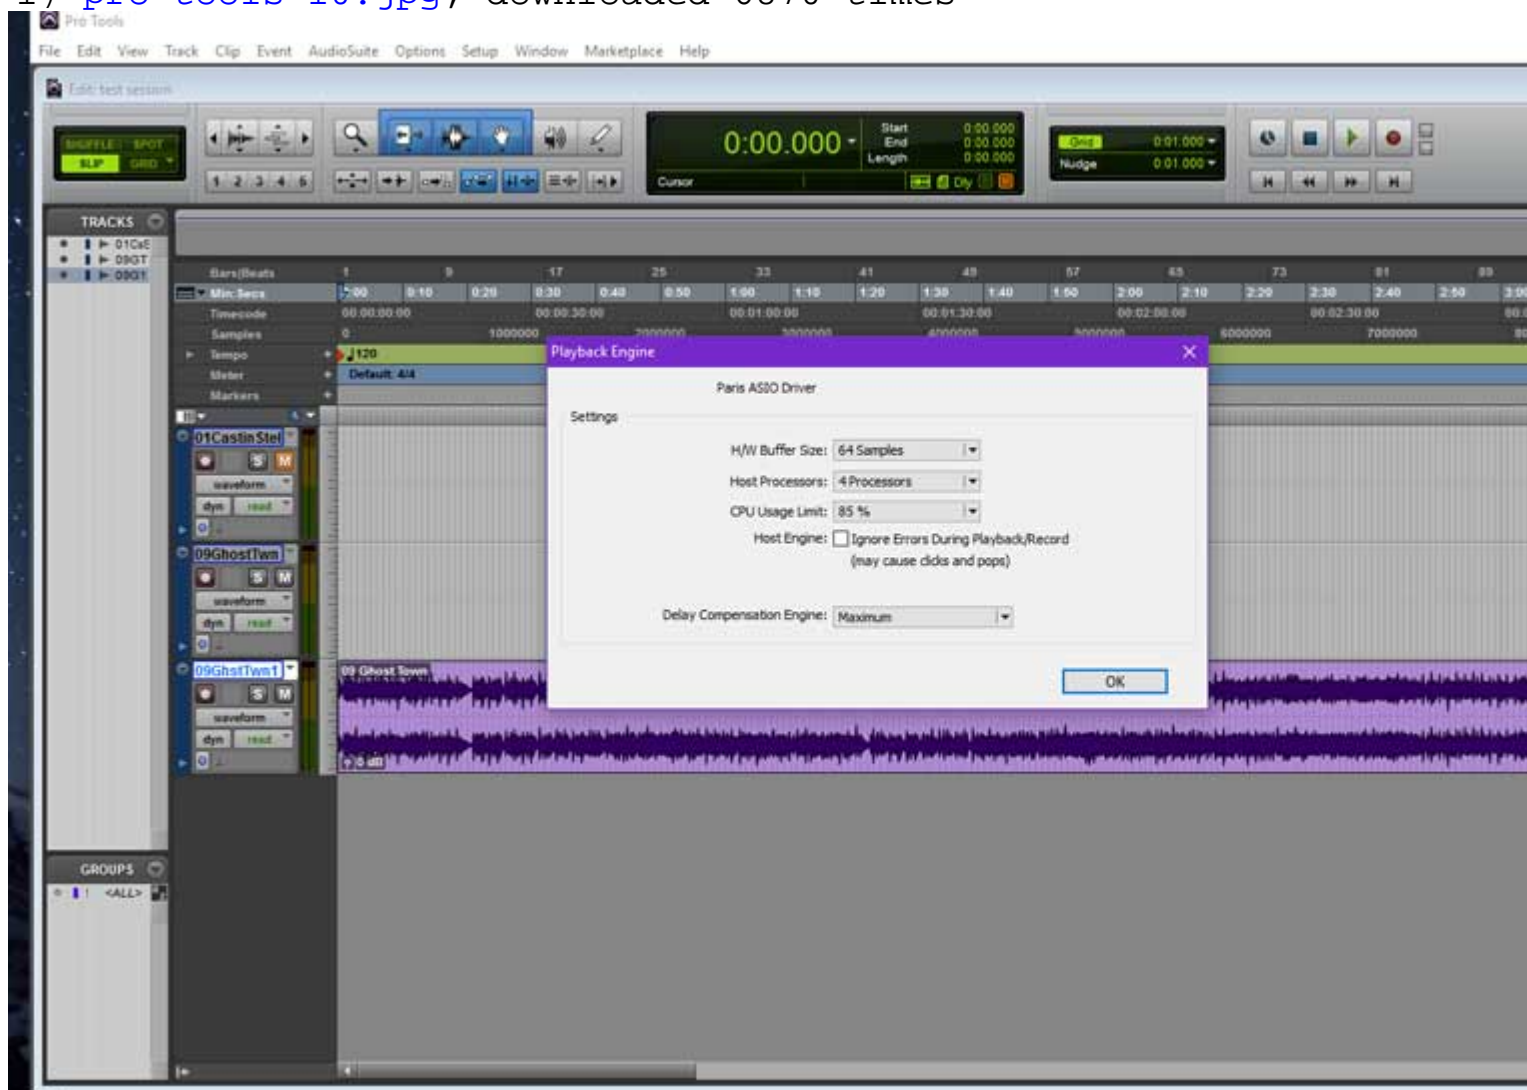 Pro Tools
File Edit View Track Clip Event AudioSuite Options Setup Window Marketplace Help
Edit: test session
SHUFFLE SPOT
SLIP GRID
1 2 3 4 5
0:00.000
Start 0:00.000
End 0:00.000
Length 0:00.000
Cursor
Dly
Grid 0:01.000
Nudge 0:01.000
TRACKS
01CaS
09GT
09GT
Bars|Beats 1 9 17 25 33 41 49 57 65 73 81 89
Min:Secs 0:00 0:10 0:20 0:30 0:40 0:50 1:00 1:10 1:20 1:30 1:40 1:50 2:00 2:10 2:20 2:30 2:40 2:50 3:00
Timecode 00:00:00:00 00:00:30:00 00:01:00:00 00:01:30:00 00:02:00:00 00:02:30:00
Samples 0 1000000 2000000 3000000 4000000 5000000 6000000 7000000
Tempo 120
Meter Default: 4/4
Markers
Playback Engine
Paris ASIO Driver
Settings
H/W Buffer Size: 64 Samples
Host Processors: 4 Processors
CPU Usage Limit: 85 %
Host Engine: Ignore Errors During Playback/Record
(may cause clicks and pops)
Delay Compensation Engine: Maximum
OK
01CastinStel
S M
waveform
dyn read
09GhostTwn
S M
waveform
dyn read
09GhstTwn1
S M
waveform
dyn read
09 Ghost Town
0 dB
GROUPS
! <ALL>